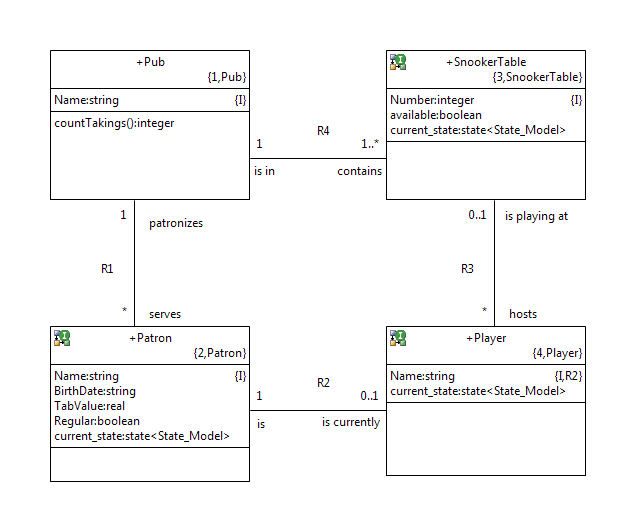 +Pub
{1,Pub}
Name:string {I}
countTakings():integer
+SnookerTable
{3,SnookerTable}
Number:integer {I}
available:boolean
current_state:state<State_Model>
R4
1 1..*
is in contains
1
patronizes
R1
*
serves
0..1
is playing at
R3
*
hosts
+Patron
{2,Patron}
Name:string {I}
BirthDate:string
TabValue:real
Regular:boolean
current_state:state<State_Model>
R2
1 0..1
is is currently
+Player
{4,Player}
Name:string {I,R2}
current_state:state<State_Model>